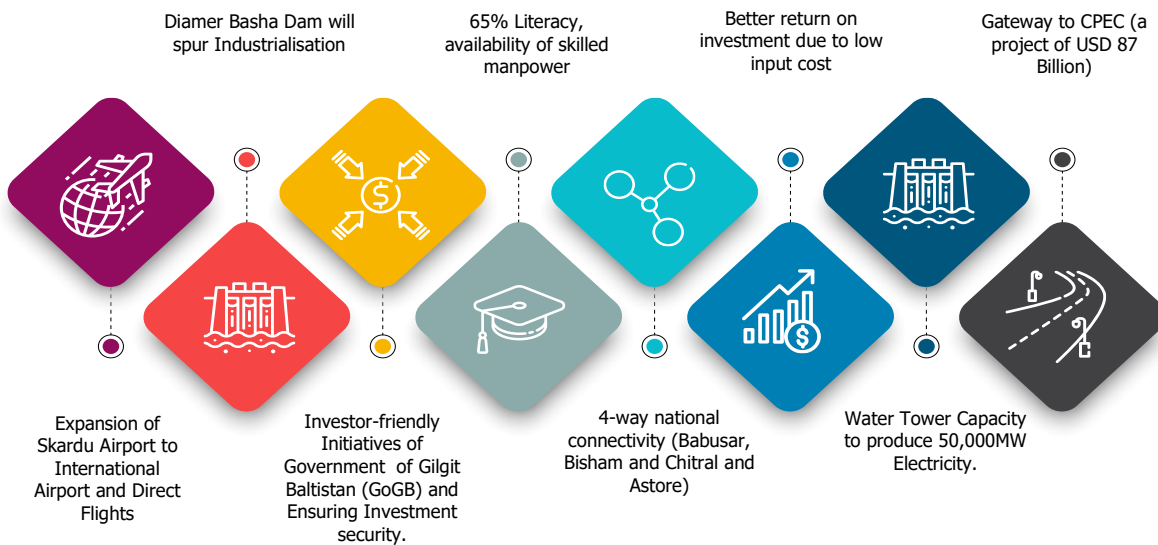 Diamer Basha Dam will
spur Industrialisation
65% Literacy,
availability of skilled
manpower
Better return on
investment due to low
input cost
Gateway to CPEC (a
project of USD 87
Billion)
Expansion of
Skardu Airport to
International
Airport and Direct
Flights
Investor-friendly
Initiatives of
Government of Gilgit
Baltistan (GoGB) and
Ensuring Investment
security.
4-way national
connectivity (Babusar,
Bisham and Chitral and
Astore)
Water Tower Capacity
to produce 50,000MW
Electricity.